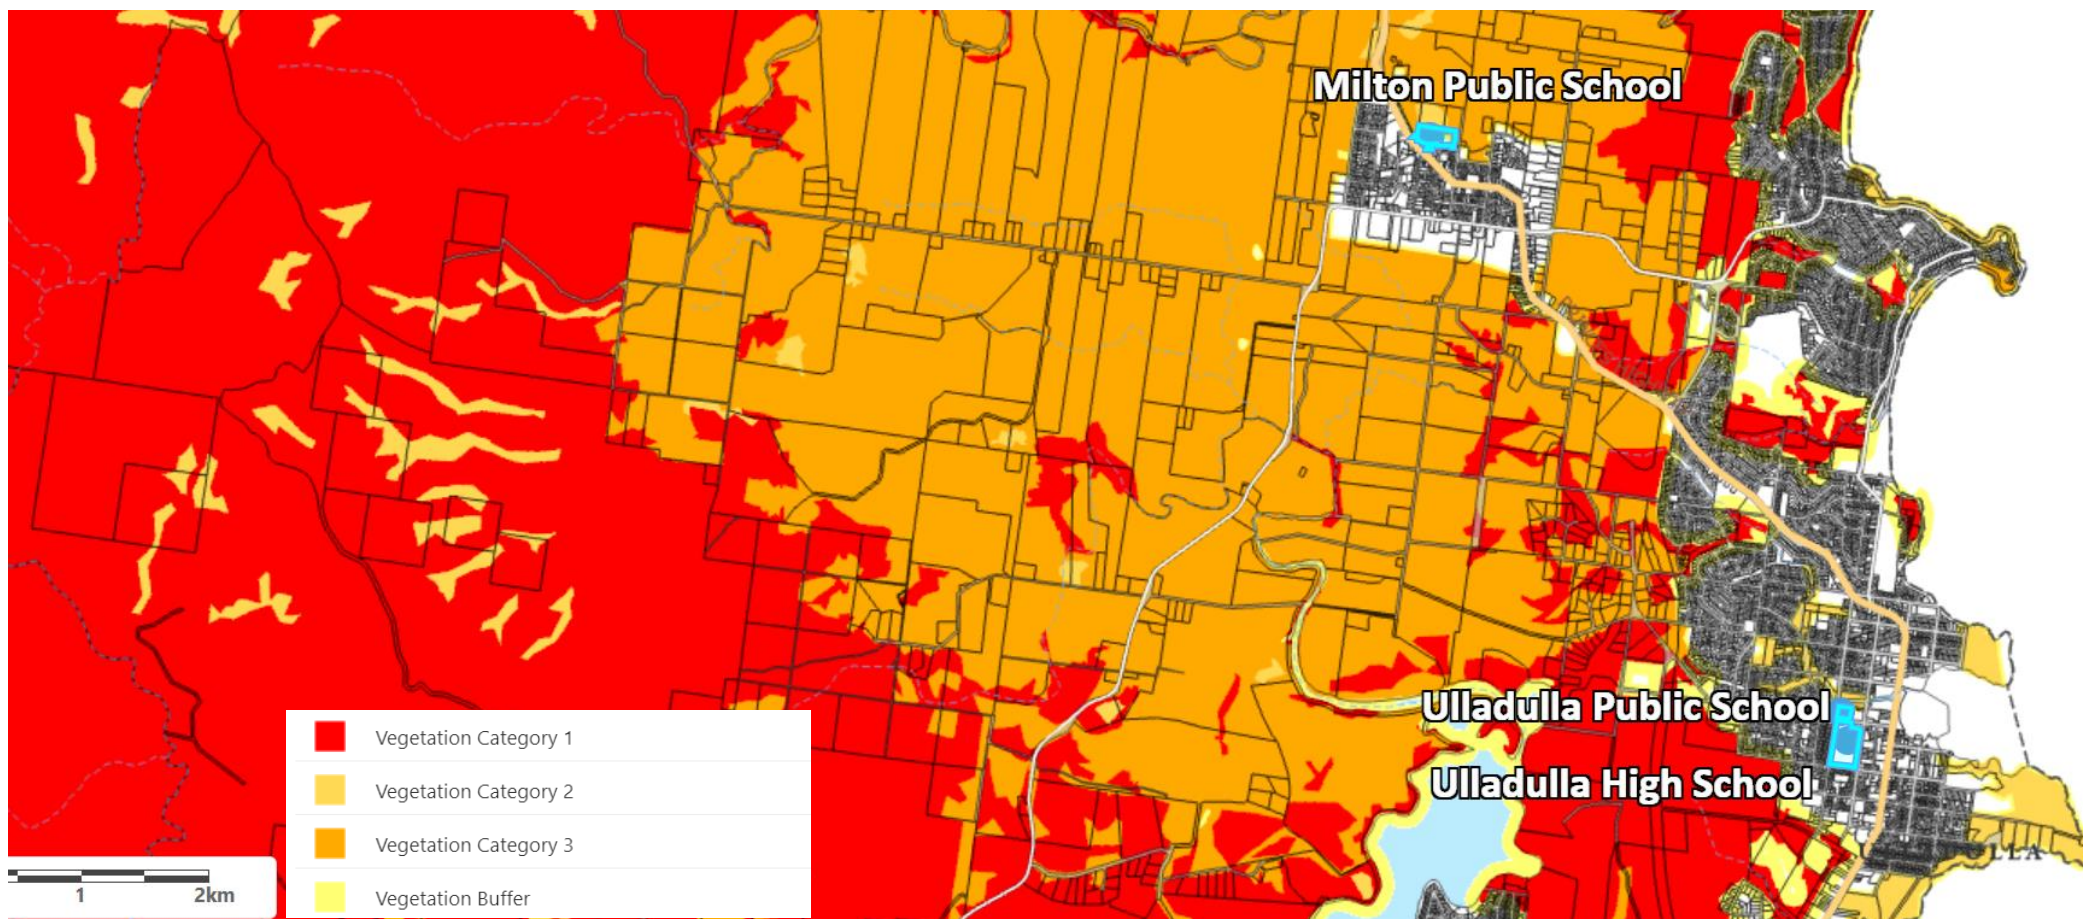 Milton Public School
Ulladulla Public School
Ulladulla High School
Vegetation Category 1
Vegetation Category 2
Vegetation Category 3
Vegetation Buffer
1 2km